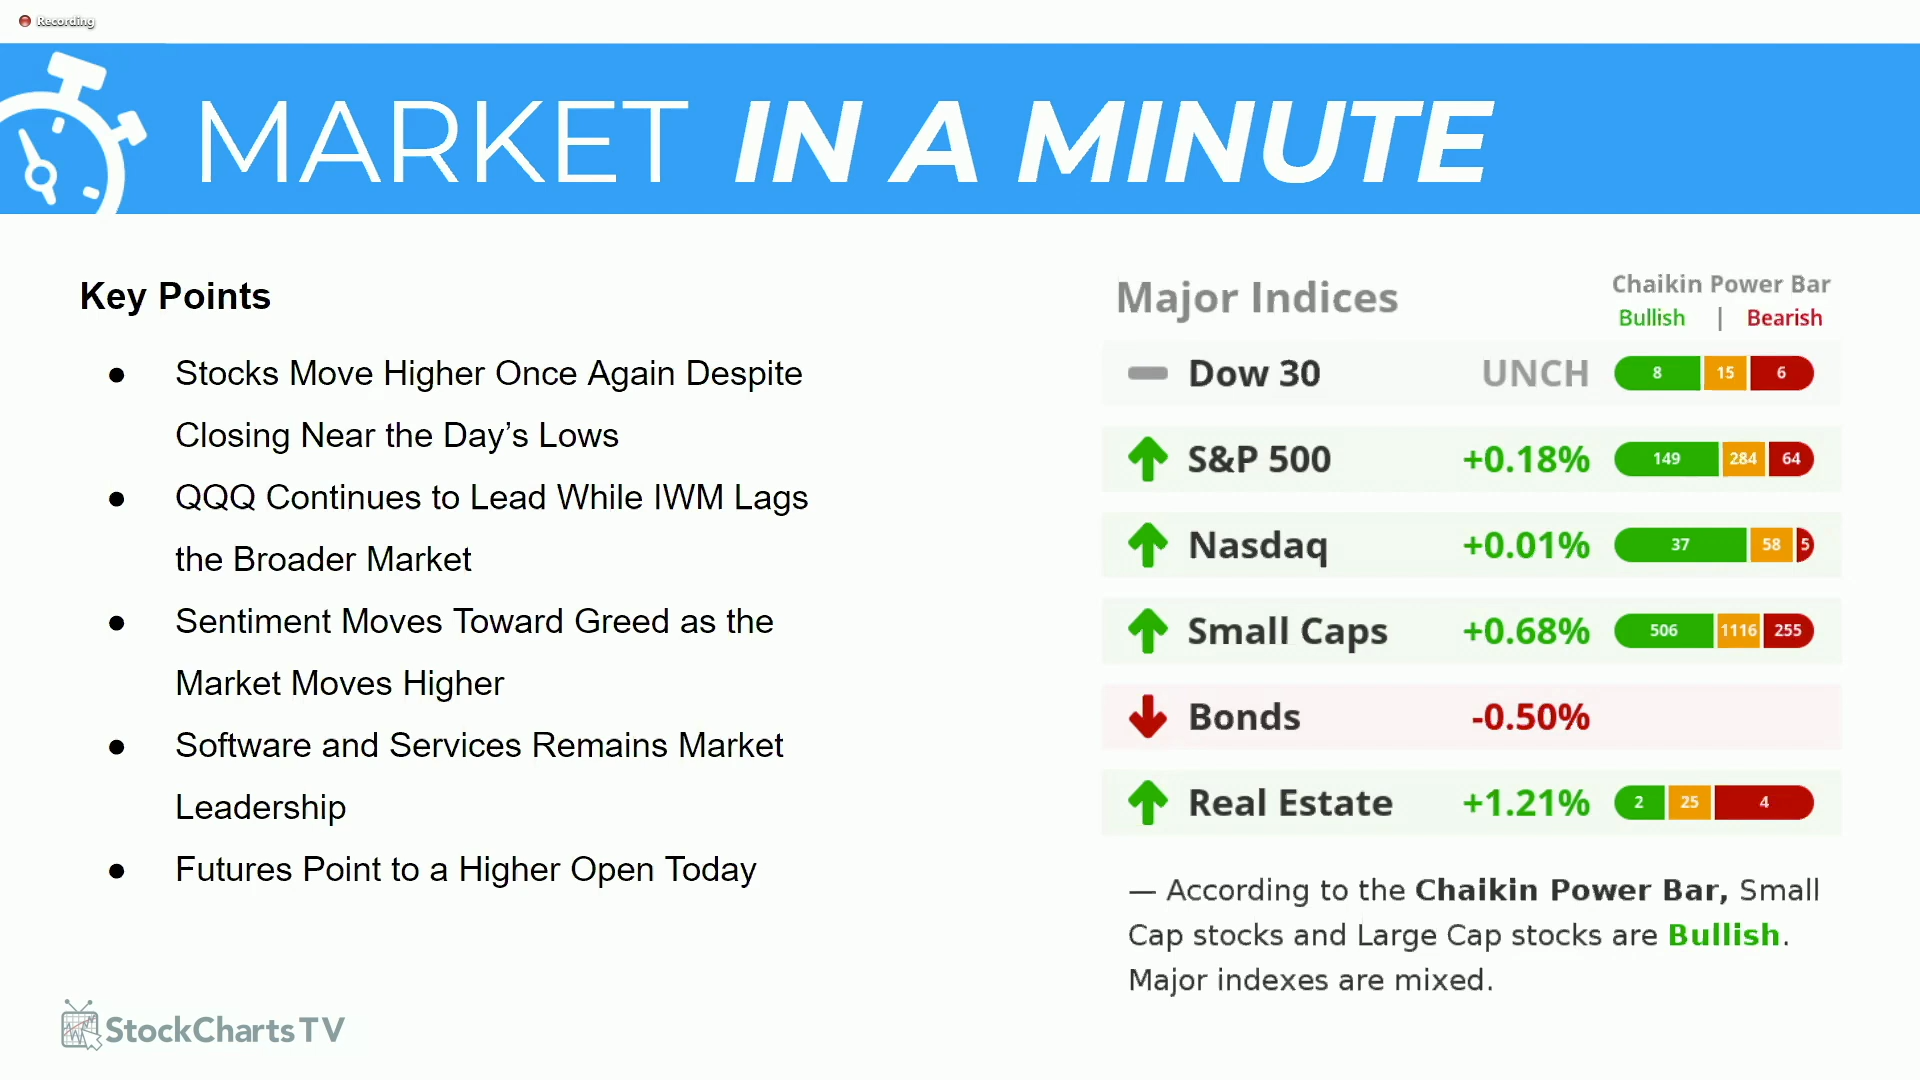 Recording
MARKET IN A MINUTE
Key Points
● Stocks Move Higher Once Again Despite
Closing Near the Day’s Lows
● QQQ Continues to Lead While IWM Lags
the Broader Market
● Sentiment Moves Toward Greed as the
Market Moves Higher
● Software and Services Remains Market
Leadership
● Futures Point to a Higher Open Today
Major Indices
Chaikin Power Bar
Bullish | Bearish
Dow 30 UNCH 8 15 6
S&P 500 +0.18% 149 284 64
Nasdaq +0.01% 37 58 5
Small Caps +0.68% 506 1116 255
Bonds -0.50%
Real Estate +1.21% 2 25 4
— According to the Chaikin Power Bar, Small
Cap stocks and Large Cap stocks are Bullish.
Major indexes are mixed.
StockChartsTV